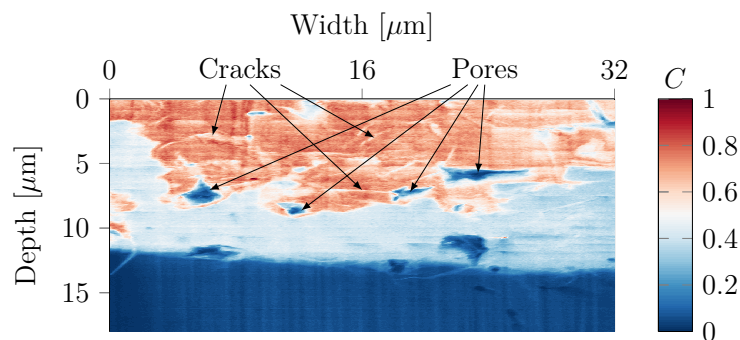 Width [μm]
0 Cracks 16 Pores 32
C
0
5
10
15
Depth [μm]
1
0.8
0.6
0.4
0.2
0